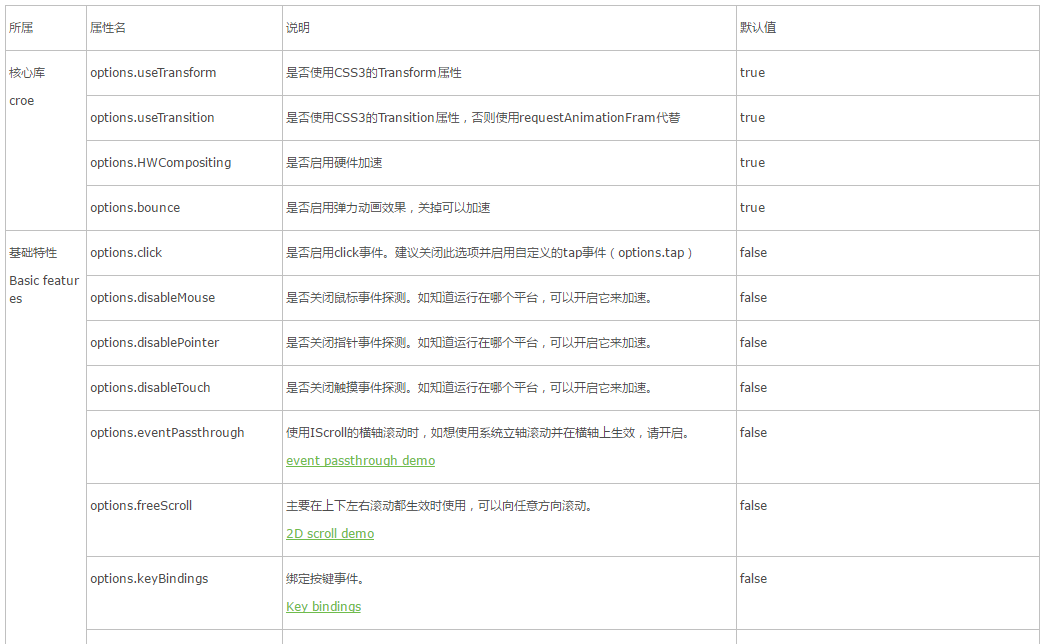 所属 属性名 说明 默认值
核心库 options.useTransform 是否使用CSS3的Transform属性 true
croe
options.useTransition 是否使用CSS3的Transition属性，否则使用requestAnimationFram代替 true
options.HWCompositing 是否启用硬件加速 true
options.bounce 是否启用弹力动画效果，关掉可以加速 true
基础特性 options.click 是否启用click事件。建议关闭此选项并启用自定义的tap事件（options.tap） false
Basic featur
es
options.disableMouse 是否关闭鼠标事件探测。如知道运行在哪个平台，可以开启它来加速。 false
options.disablePointer 是否关闭指针事件探测。如知道运行在哪个平台，可以开启它来加速。 false
options.disableTouch 是否关闭触摸事件探测。如知道运行在哪个平台，可以开启它来加速。 false
options.eventPassthrough 使用IScroll的横轴滚动时，如想使用系统立轴滚动并在横轴上生效，请开启。 false
event passthrough demo
options.freeScroll 主要在上下左右滚动都生效时使用，可以向任意方向滚动。 false
2D scroll demo
options.keyBindings 绑定按键事件。 false
Key bindings